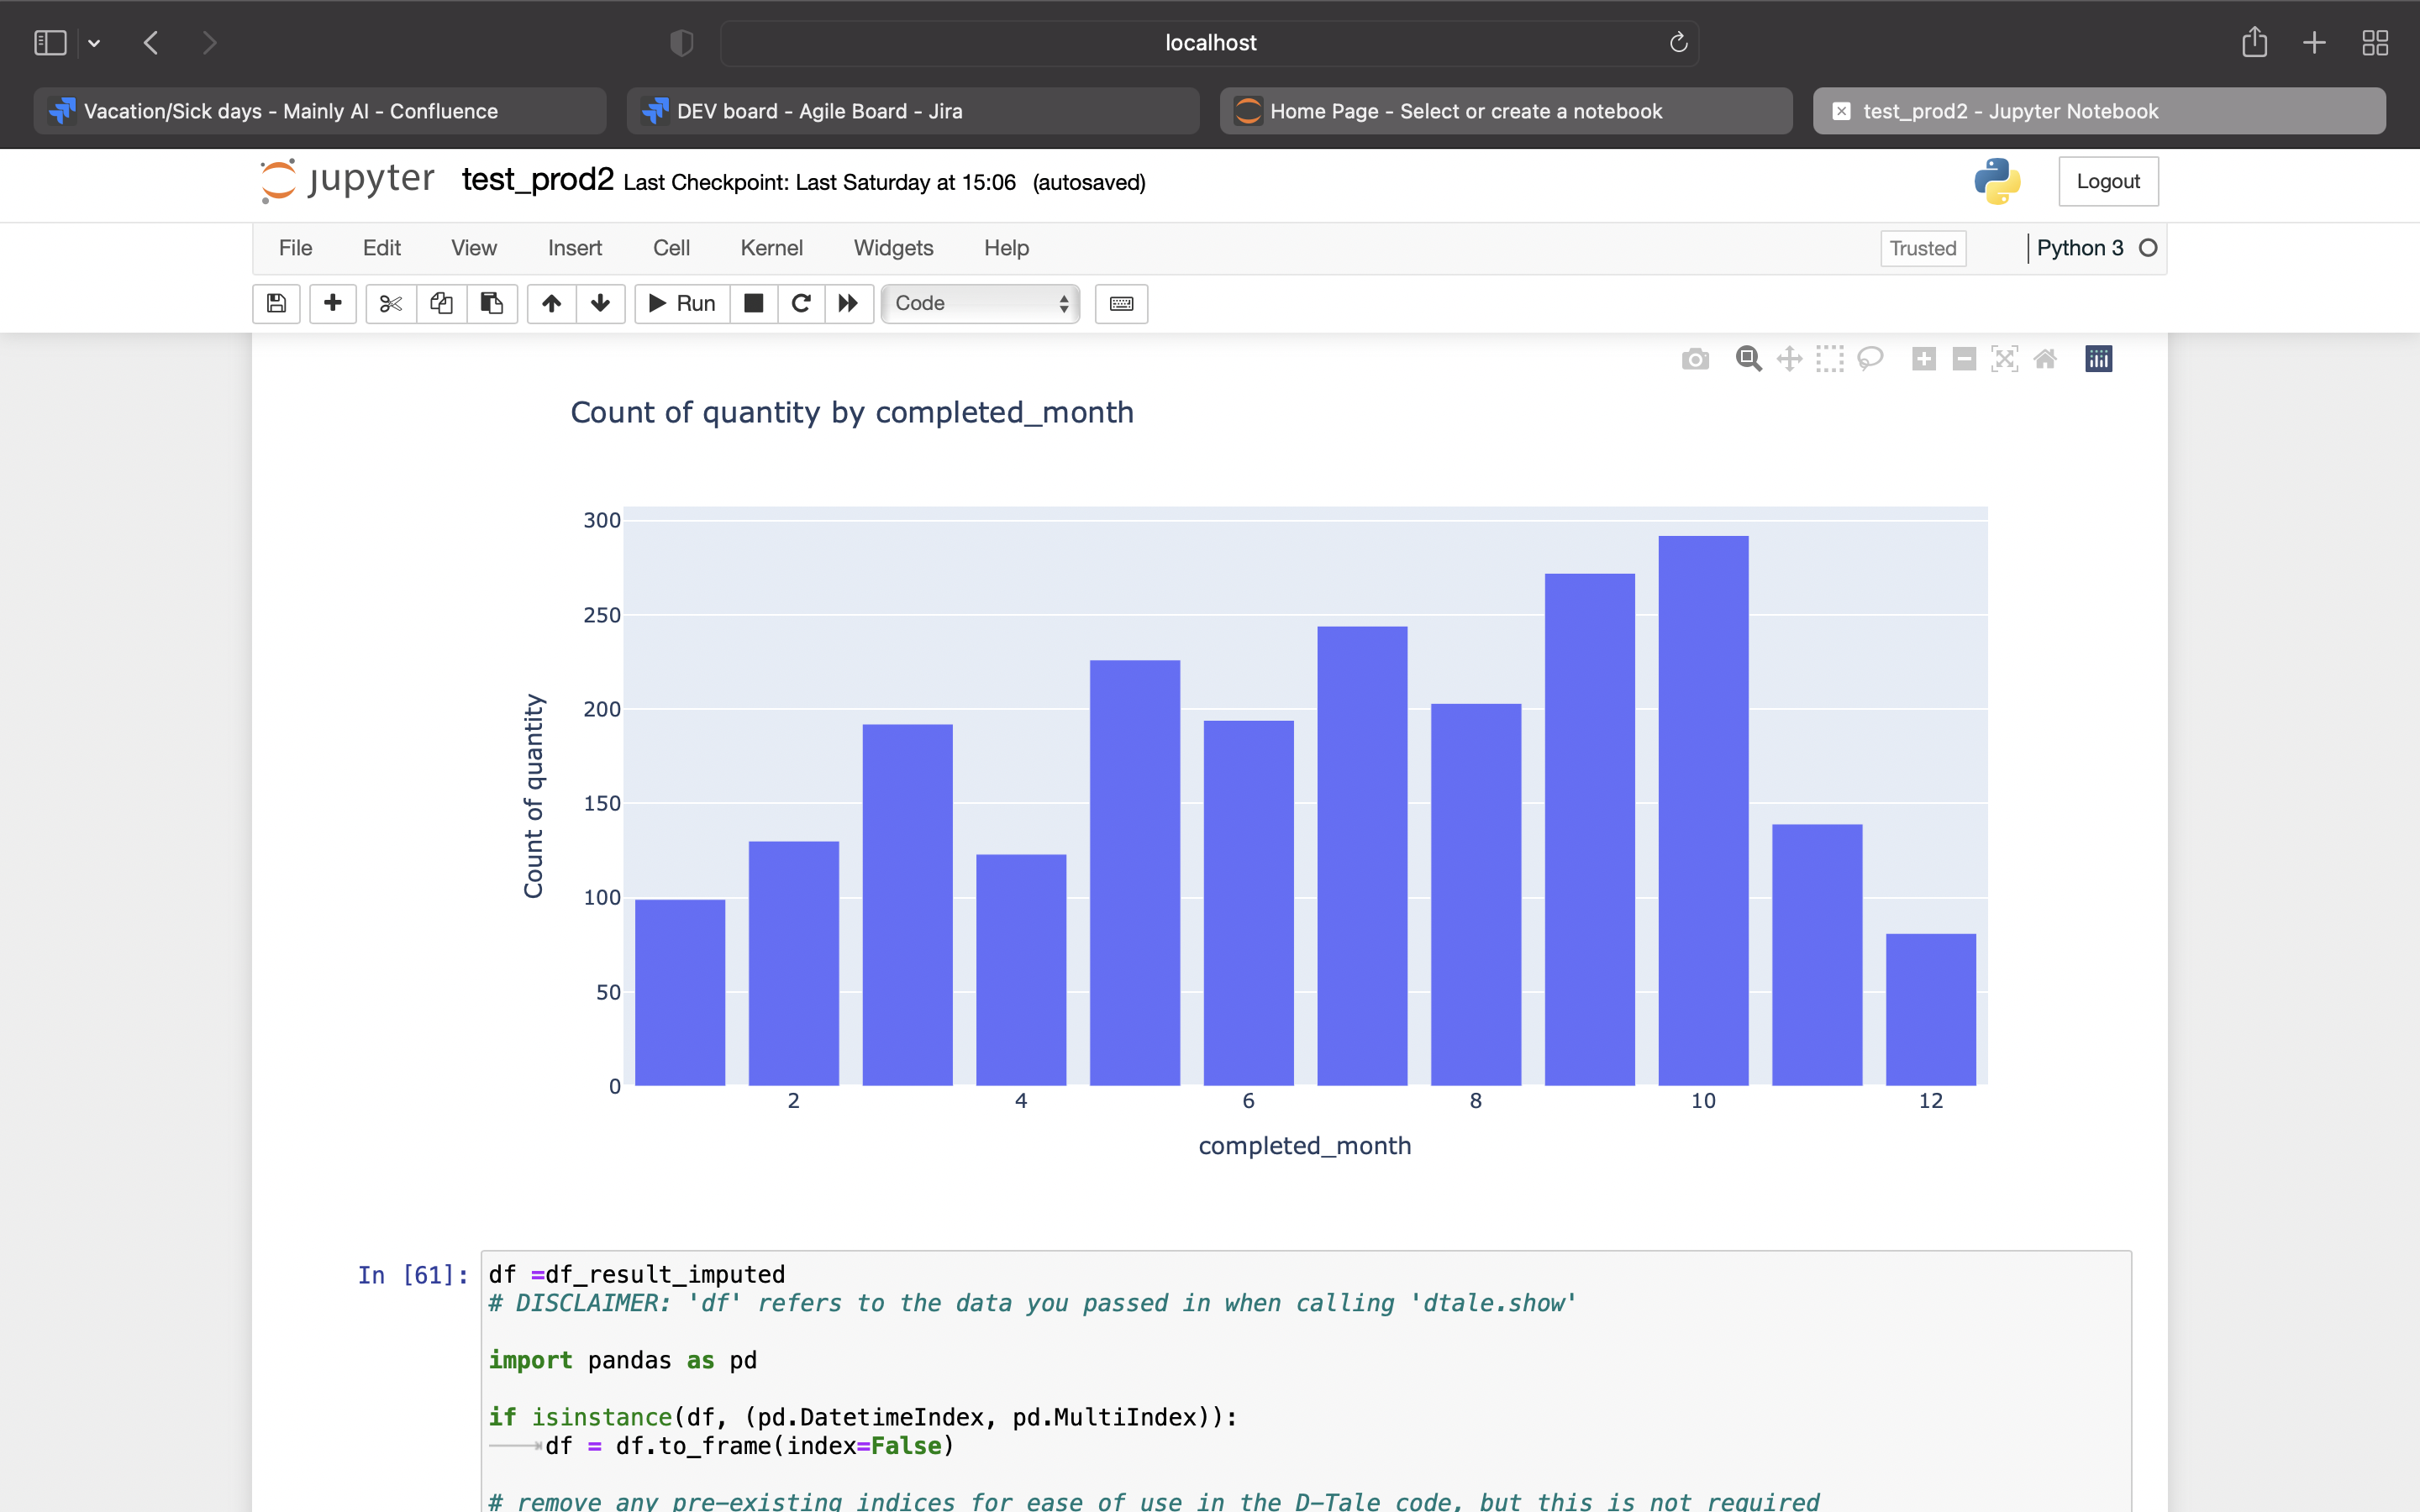 localhost
Vacation/Sick days - Mainly AI - Confluence
DEV board - Agile Board - Jira
Home Page - Select or create a notebook
test_prod2 - Jupyter Notebook
jupyter test_prod2 Last Checkpoint: Last Saturday at 15:06 (autosaved)
Logout
File Edit View Insert Cell Kernel Widgets Help
Trusted
Python 3
Run
Code
Count of quantity by completed_month
300
250
200
150
100
50
0
Count of quantity
2 4 6 8 10 12
completed_month
In [61]:
df =df_result_imputed
# DISCLAIMER: 'df' refers to the data you passed in when calling 'dtale.show'
import pandas as pd
if isinstance(df, (pd.DatetimeIndex, pd.MultiIndex)):
df = df.to_frame(index=False)
# remove any pre-existing indices for ease of use in the D-Tale code, but this is not required